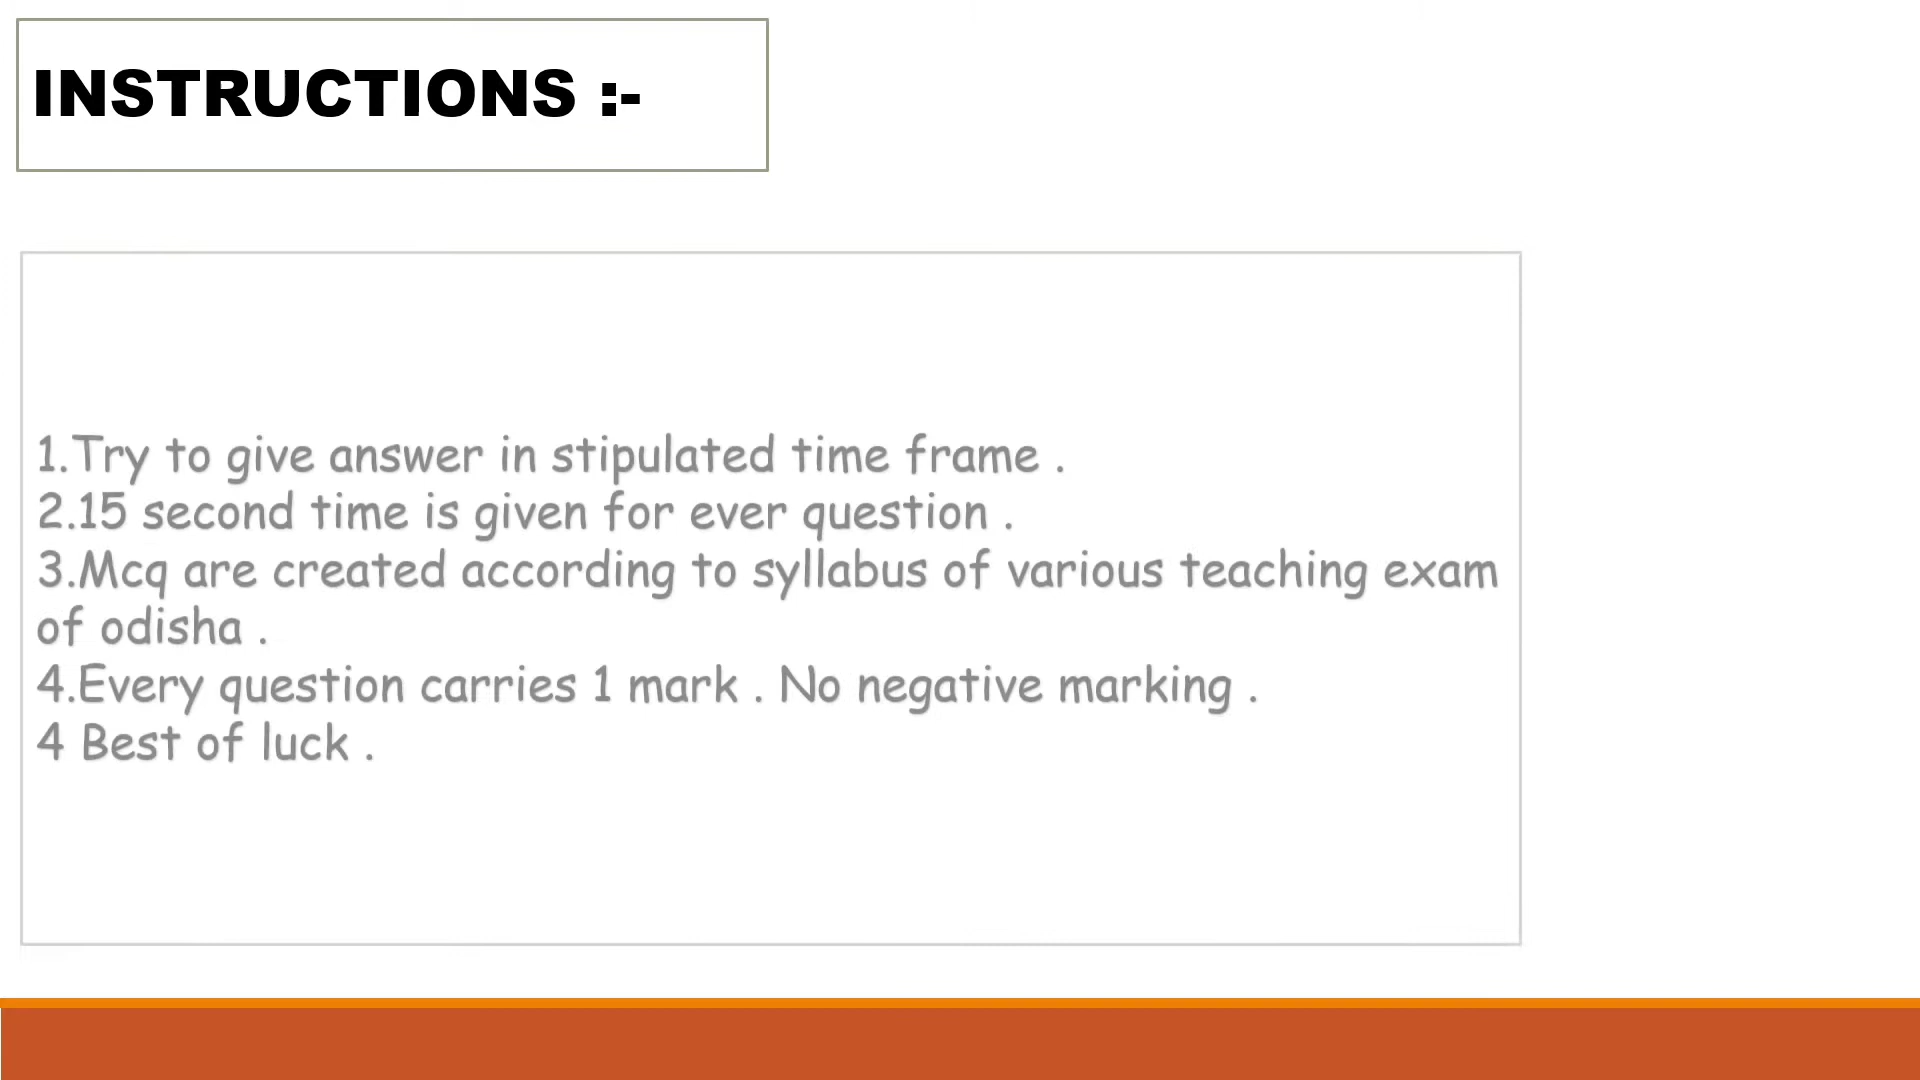 INSTRUCTIONS :-
1.Try to give answer in stipulated time frame .
2.15 second time is given for ever question .
3.Mcq are created according to syllabus of various teaching exam
of odisha .
4.Every question carries 1 mark . No negative marking .
4 Best of luck .